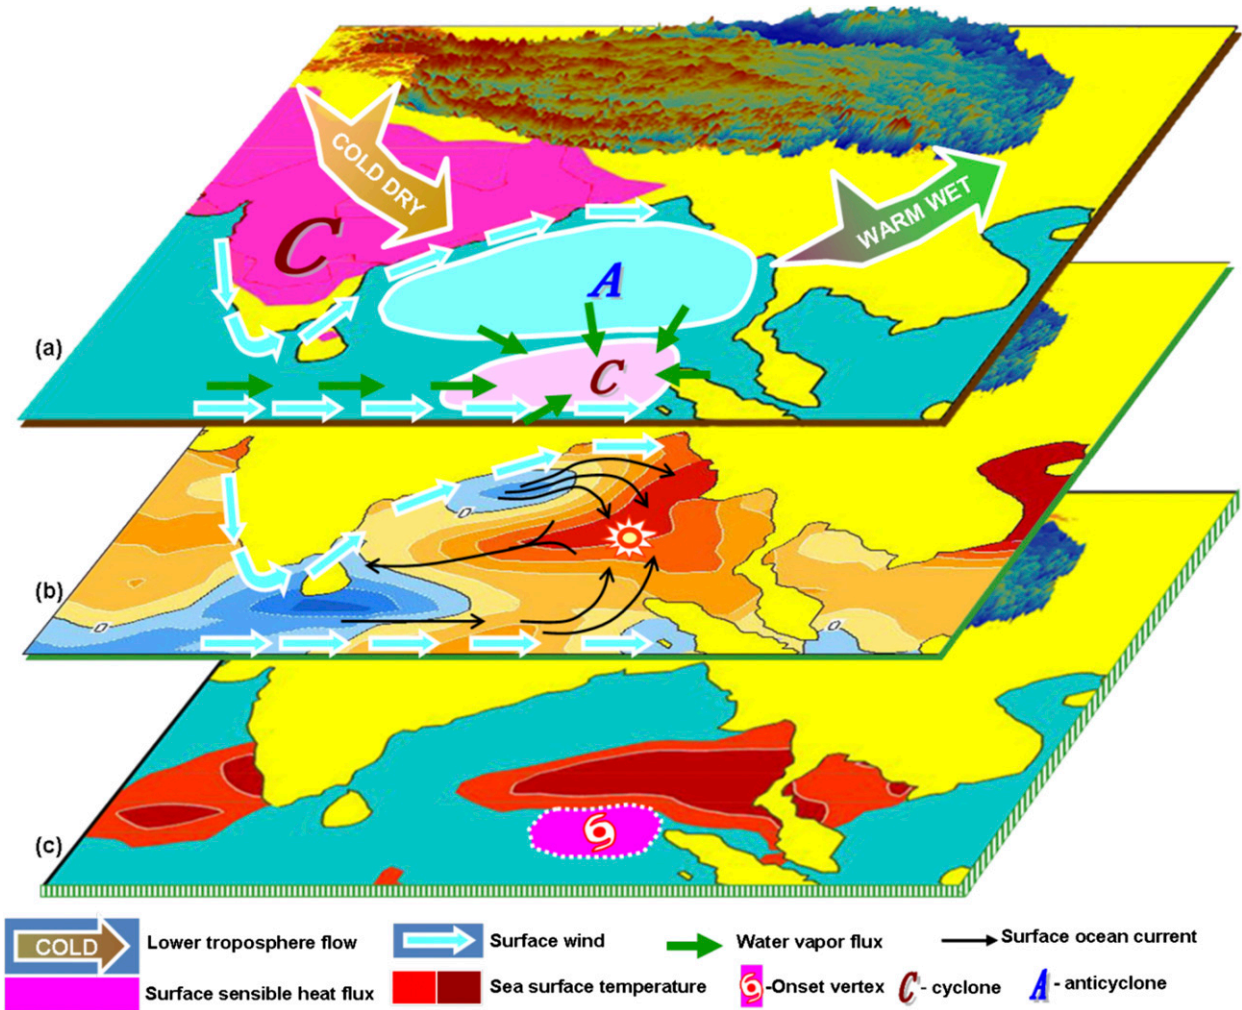 COLD DRY
WARM WET
C
A
C
(a)
0
0
0
(b)
(c)
COLD
Lower troposphere flow
Surface wind
Water vapor flux
Surface ocean current
Surface sensible heat flux
Sea surface temperature
-Onset vertex
C - cyclone
A - anticyclone